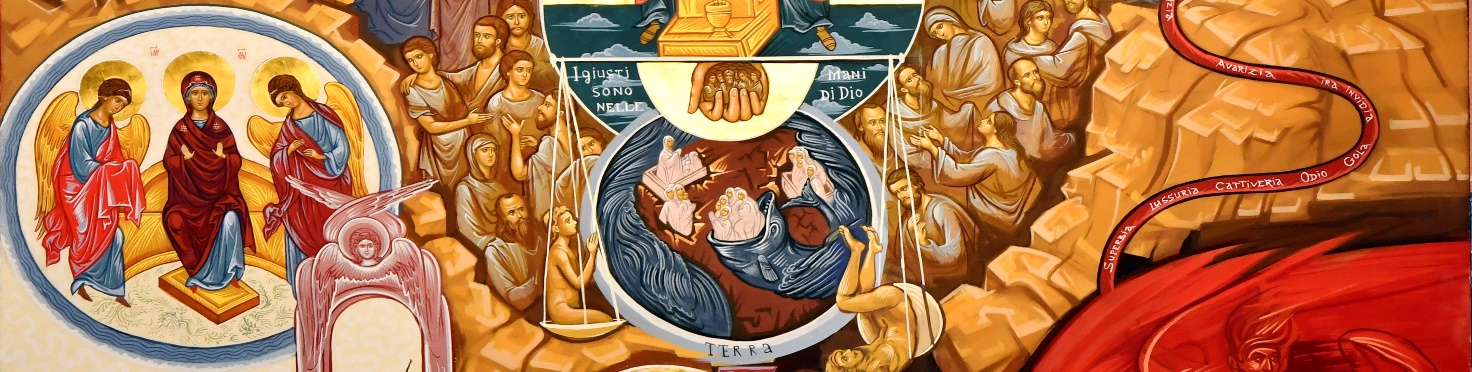 I giusti
SONO
NELLE
MANI
Di DiO
TERRA
AVARIZIA
IRA INVIDIA
GOLA
ODIO
CATTIVERIA
LUSSURIA
SUPERBIA